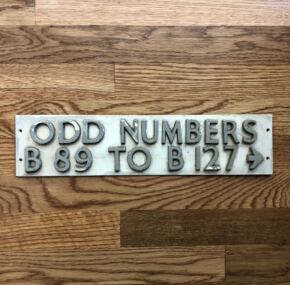 ODD NUMBERS
B 89 TO B 127 →